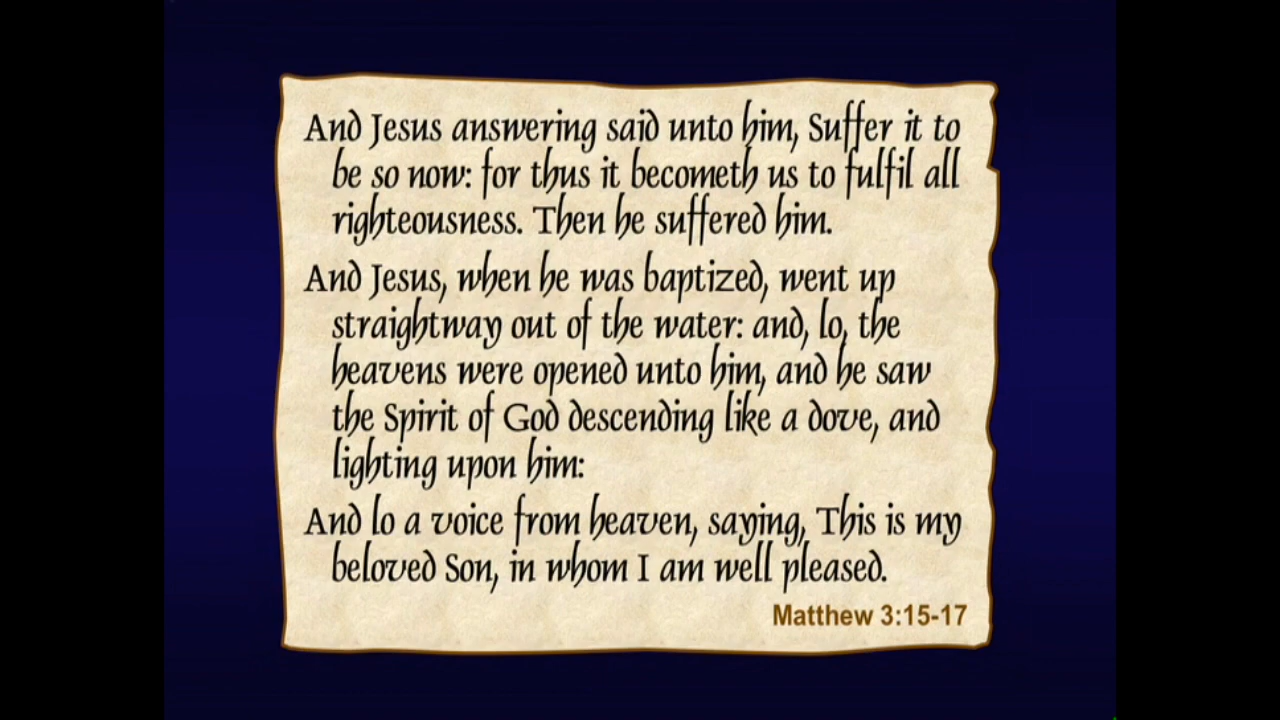 And Jesus answering said unto him, Suffer it to
be so now: for thus it becometh us to fulfil all
righteousness. Then he suffered him.
And Jesus, when he was baptized, went up
straightway out of the water: and, lo, the
heavens were opened unto him, and he saw
the Spirit of God descending like a dove, and
lighting upon him:
And lo a voice from heaven, saying, This is my
beloved Son, in whom I am well pleased.
Matthew 3:15-17